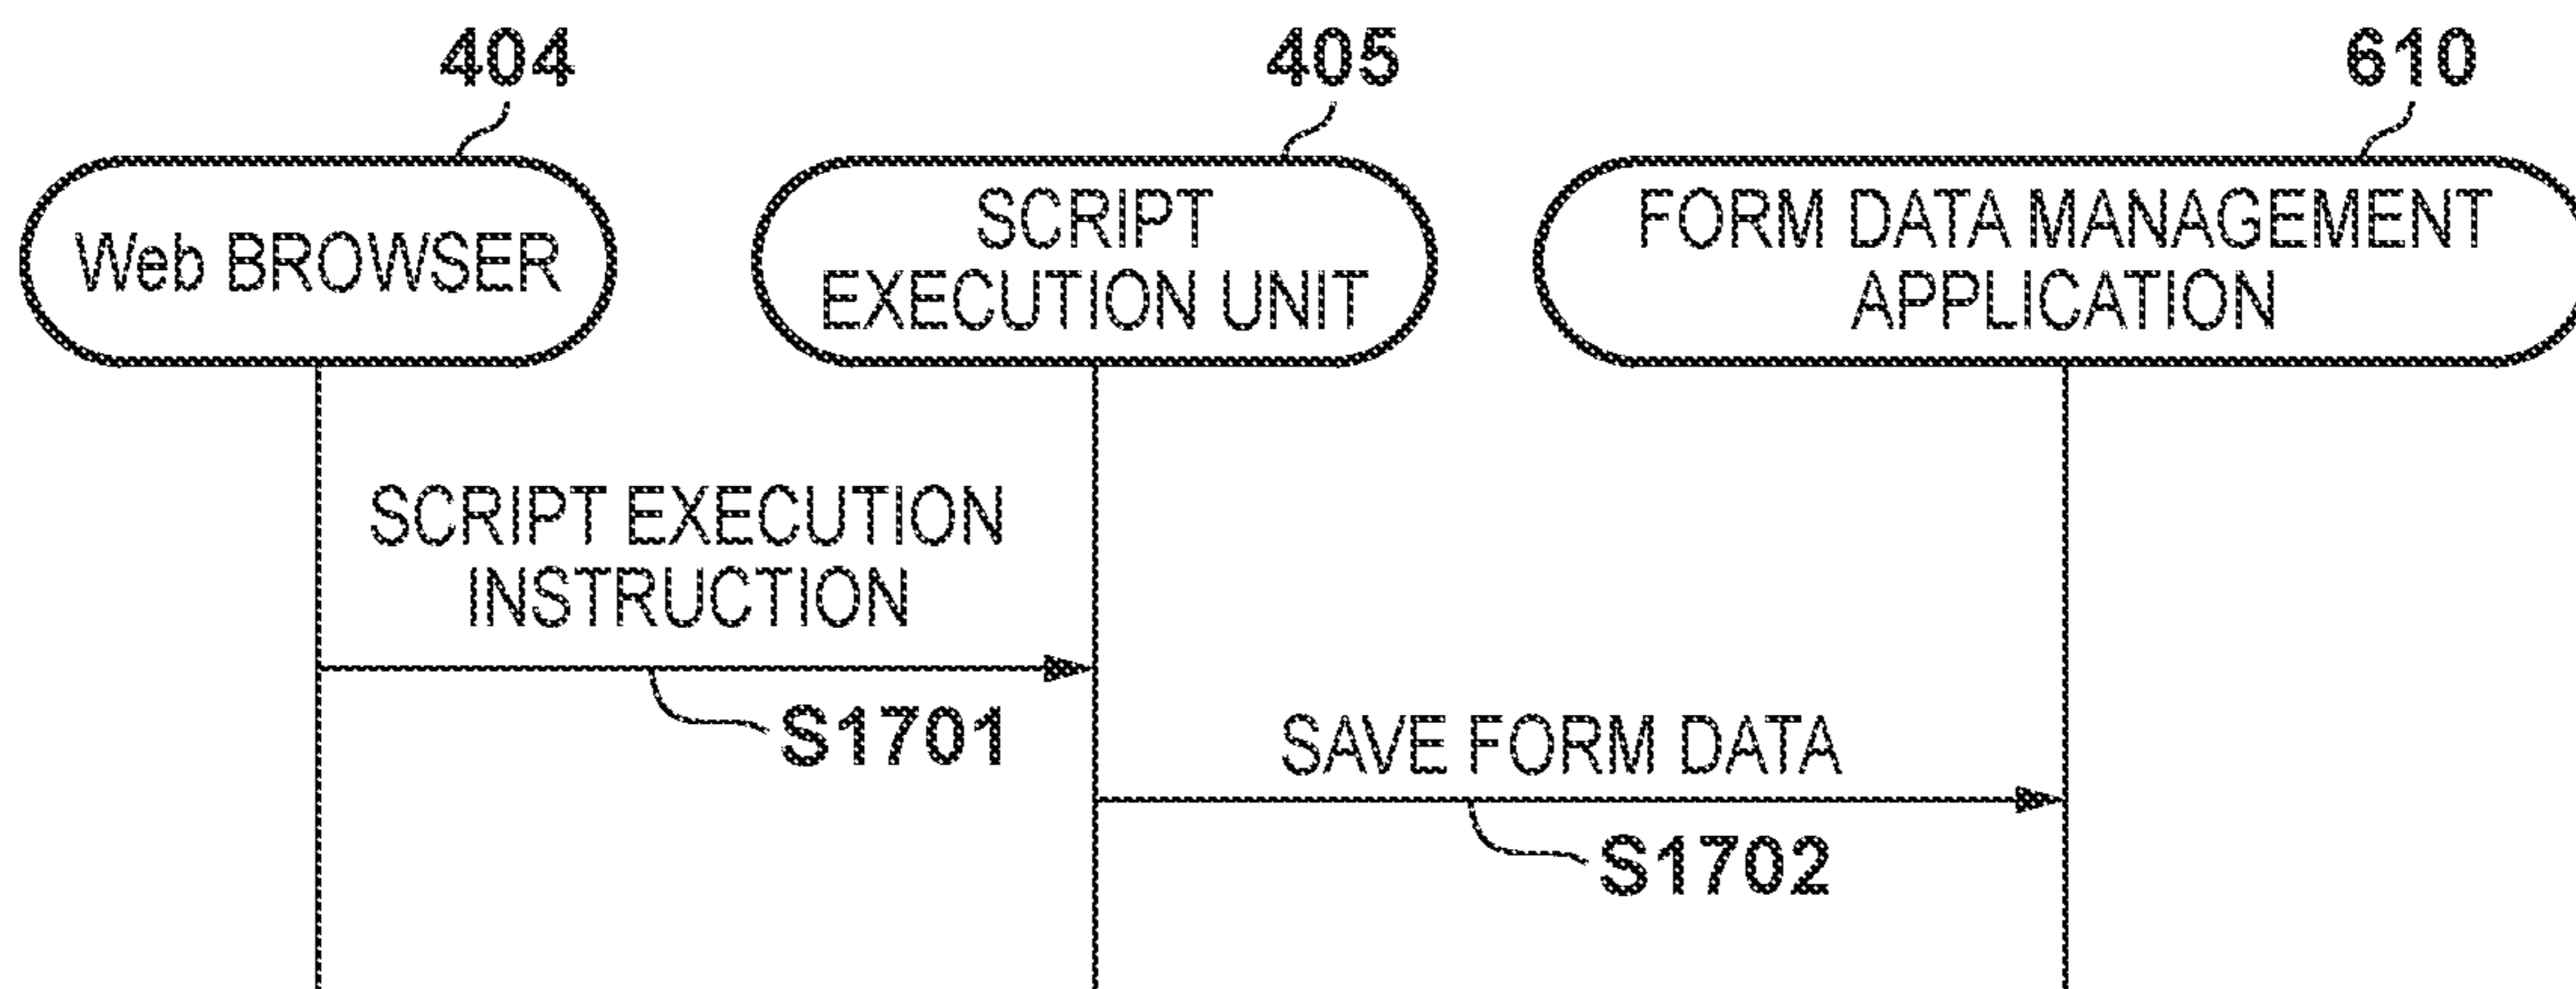 404
405
610
Web BROWSER
SCRIPT
EXECUTION UNIT
FORM DATA MANAGEMENT
APPLICATION
SCRIPT EXECUTION
INSTRUCTION
S1701
SAVE FORM DATA
S1702